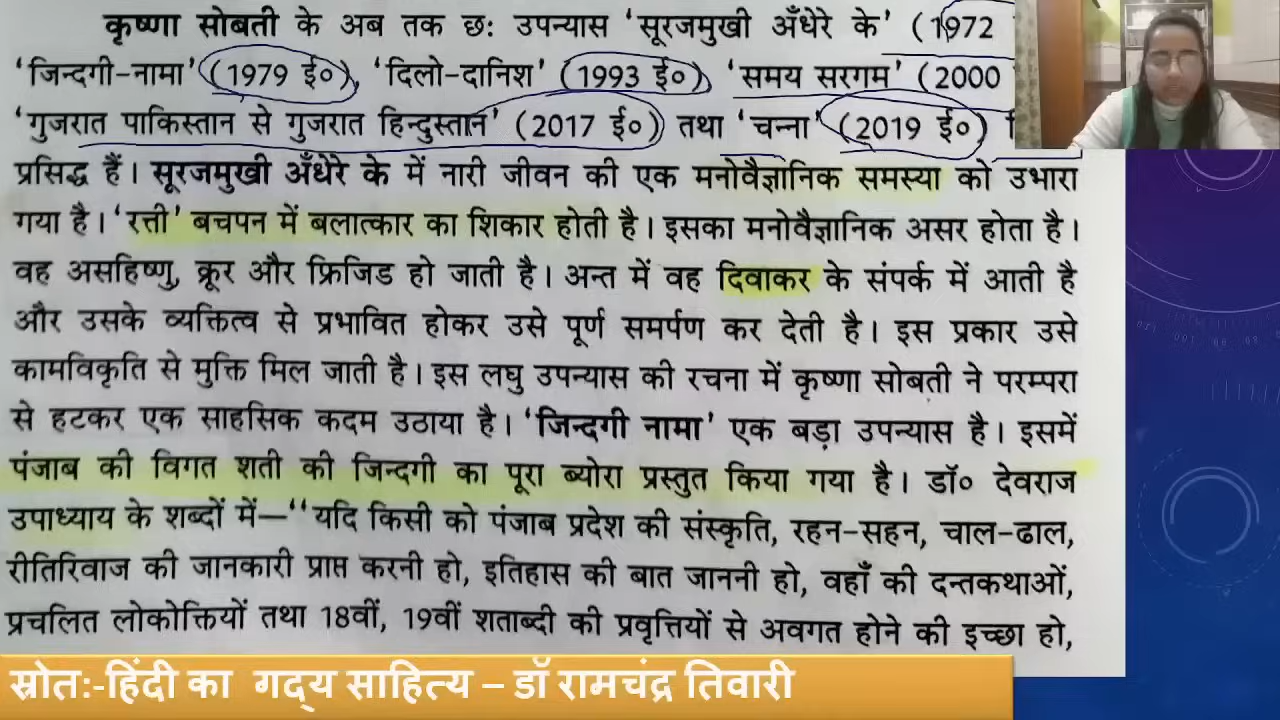 कृष्णा सोबती के अब तक छः उपन्यास ‘सूरजमुखी अँधेरे के’ (1972
‘जिन्दगी-नामा’ (1979 ई०), ‘दिलो-दानिश’ (1993 ई०) ‘समय सरगम’ (2000
‘गुजरात पाकिस्तान से गुजरात हिन्दुस्तान’ (2017 ई०) तथा ‘चन्ना’ (2019 ई०)
प्रसिद्ध हैं। सूरजमुखी अँधेरे के में नारी जीवन की एक मनोवैज्ञानिक समस्या को उभारा
गया है। ‘रत्ती’ बचपन में बलात्कार का शिकार होती है। इसका मनोवैज्ञानिक असर होता है।
वह असहिष्णु, क्रूर और फ्रिजिड हो जाती है। अन्त में वह दिवाकर के संपर्क में आती है
और उसके व्यक्तित्व से प्रभावित होकर उसे पूर्ण समर्पण कर देती है। इस प्रकार उसे
कामविकृति से मुक्ति मिल जाती है। इस लघु उपन्यास की रचना में कृष्णा सोबती ने परम्परा
से हटकर एक साहसिक कदम उठाया है। ‘जिन्दगी नामा’ एक बड़ा उपन्यास है। इसमें
पंजाब की विगत शती की जिन्दगी का पूरा ब्योरा प्रस्तुत किया गया है। डॉ० देवराज
उपाध्याय के शब्दों में—“यदि किसी को पंजाब प्रदेश की संस्कृति, रहन-सहन, चाल-ढाल,
रीतिरिवाज की जानकारी प्राप्त करनी हो, इतिहास की बात जाननी हो, वहाँ की दन्तकथाओं,
प्रचलित लोकोक्तियों तथा 18वीं, 19वीं शताब्दी की प्रवृत्तियों से अवगत होने की इच्छा हो,
स्रोतः-हिंदी का गद्य साहित्य – डॉ रामचंद्र तिवारी